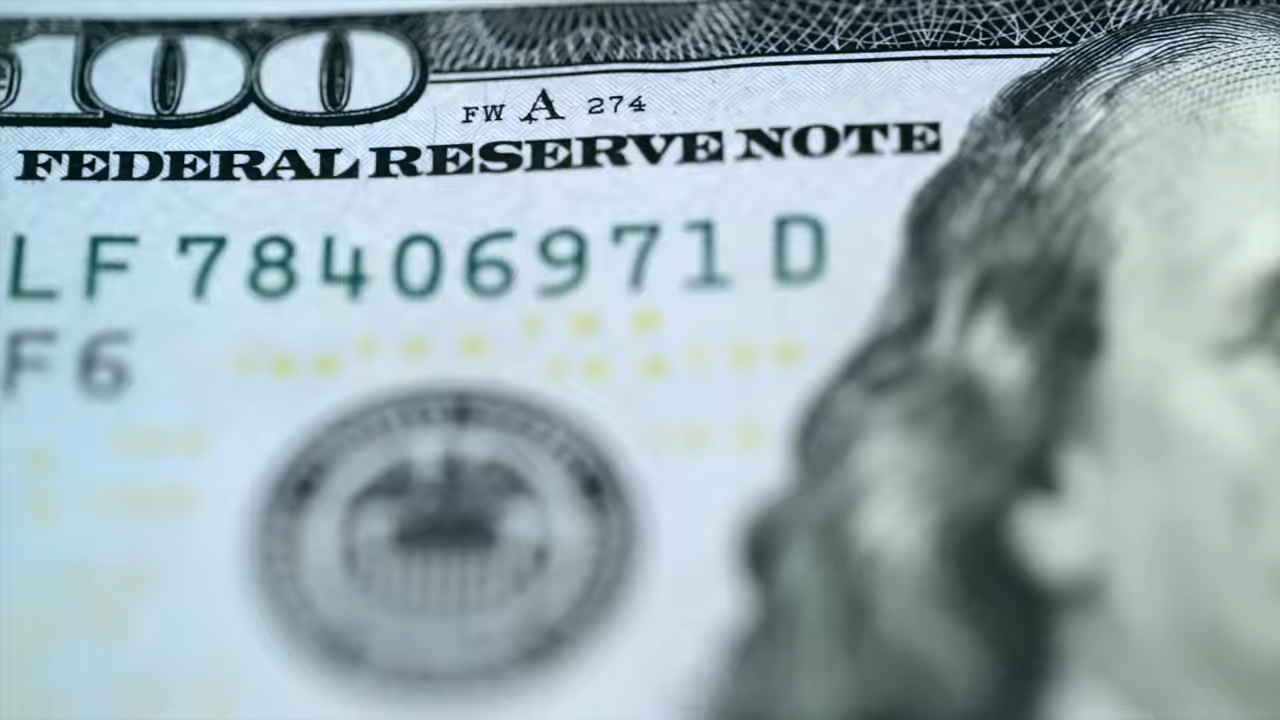 100
FW A 274
FEDERAL RESERVE NOTE
LF 78406971 D
F6